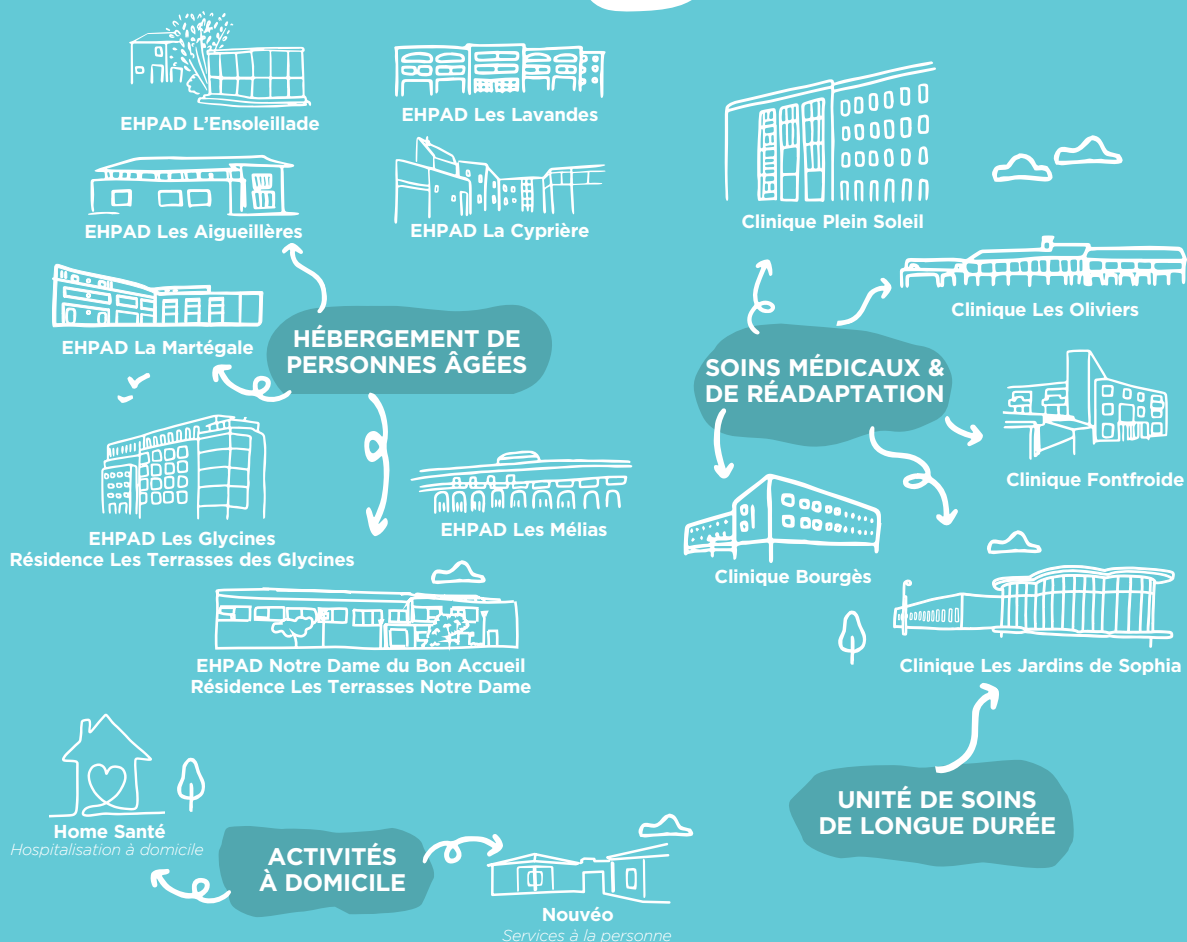 EHPAD L'Ensoleillade
EHPAD Les Lavandes
EHPAD Les Aigueillères
EHPAD La Cyprière
EHPAD La Martégale
HÉBERGEMENT DE
PERSONNES ÂGÉES
EHPAD Les Glycines
Résidence Les Terrasses des Glycines
EHPAD Les Mélias
EHPAD Notre Dame du Bon Accueil
Résidence Les Terrasses Notre Dame
Clinique Plein Soleil
Clinique Les Oliviers
SOINS MÉDICAUX &
DE RÉADAPTATION
Clinique Fontfroide
Clinique Bourgès
Clinique Les Jardins de Sophia
UNITÉ DE SOINS
DE LONGUE DURÉE
Home Santé
Hospitalisation à domicile
ACTIVITÉS
À DOMICILE
Nouvéo
Services à la personne